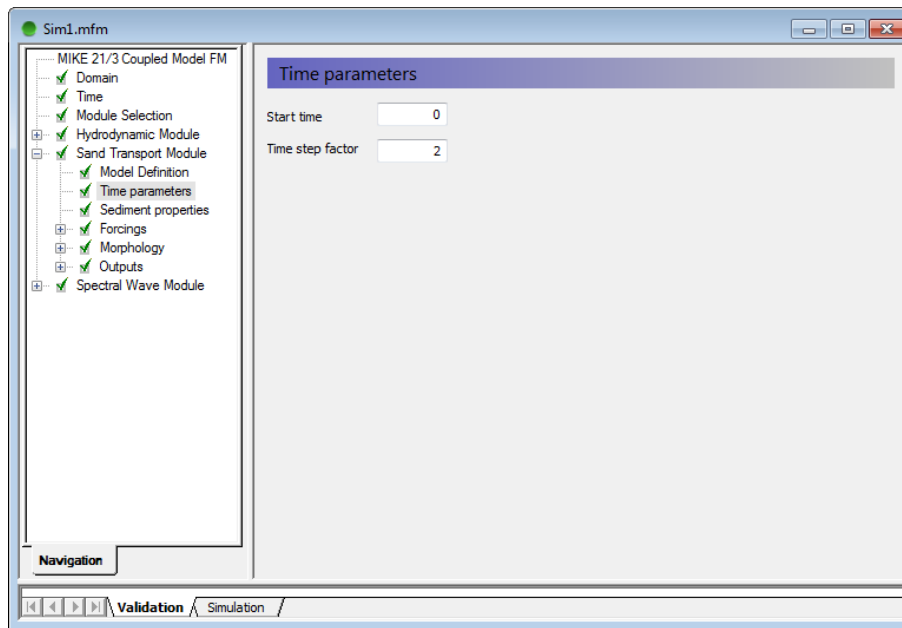 Sim1.mfm
MIKE 21/3 Coupled Model FM
Domain
Time
Module Selection
Hydrodynamic Module
Sand Transport Module
Model Definition
Time parameters
Sediment properties
Forcings
Morphology
Outputs
Spectral Wave Module
Navigation
Time parameters
Start time 0
Time step factor 2
Validation Simulation